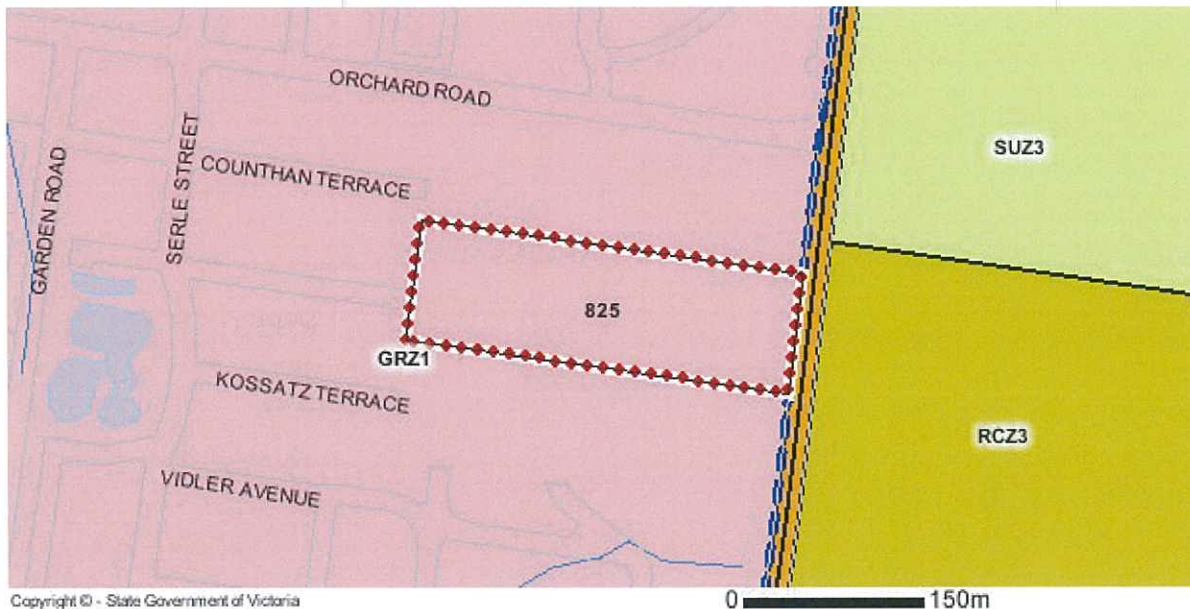 ORCHARD ROAD
COUNTHAN TERRACE
SERLE STREET
GARDEN ROAD
SUZ3
825
GRZ1
KOSSATZ TERRACE
RCZ3
VIDLER AVENUE
Copyright © - State Government of Victoria
0 150m